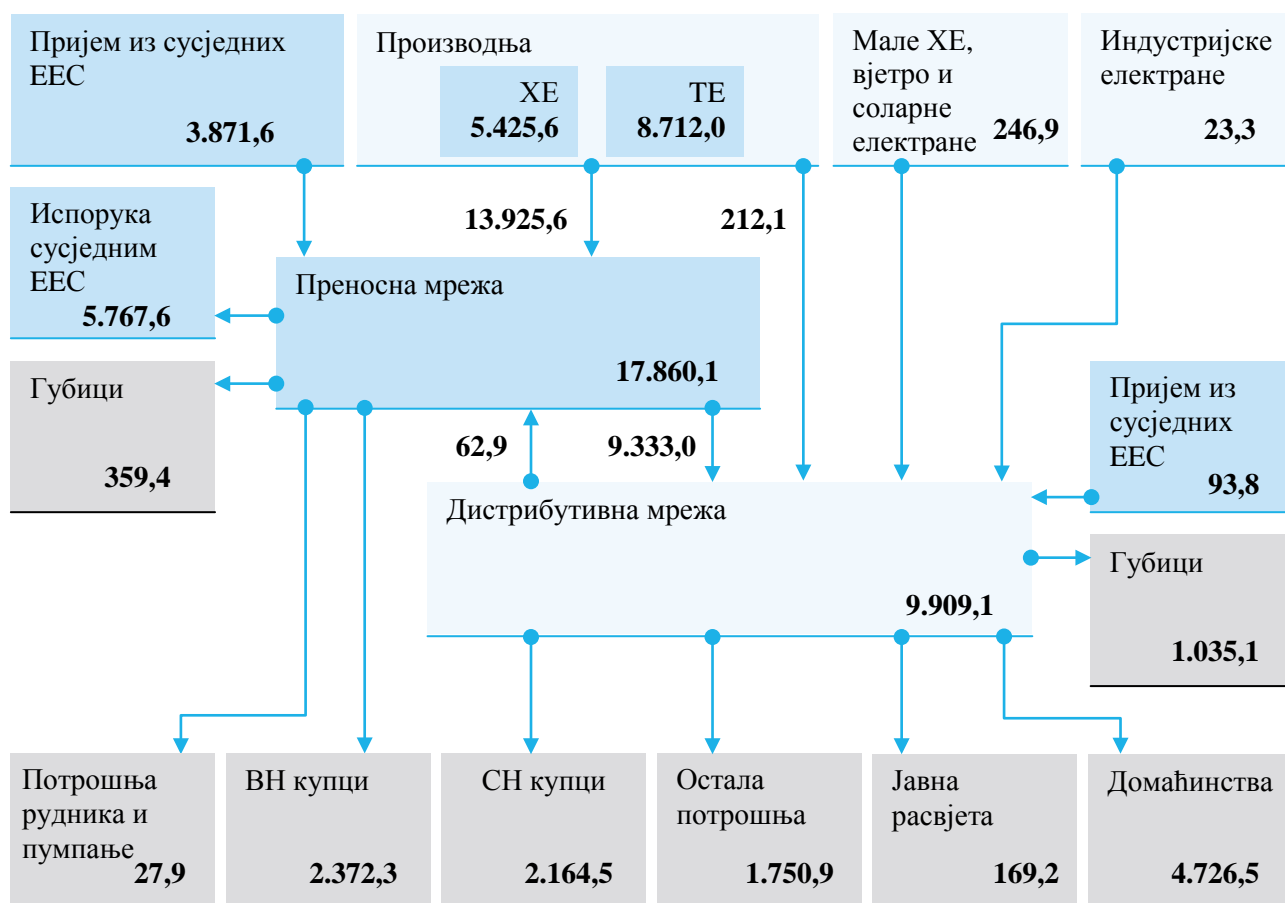 Пријем из сусједних
ЕЕС
3.871,6
Производња
ХЕ
5.425,6
ТЕ
8.712,0
Мале ХЕ,
вјетро и
соларне
електране
246,9
Индустријске
електране
23,3
Испорука
сусједним
ЕЕС
5.767,6
13.925,6
212,1
Преносна мрежа
17.860,1
Губици
359,4
62,9
9.333,0
Пријем из
сусједних
ЕЕС
93,8
Дистрибутивна мрежа
9.909,1
Губици
1.035,1
Потрошња
рудника и
пумпање
27,9
ВН купци
2.372,3
СН купци
2.164,5
Остала
потрошња
1.750,9
Јавна
расвјета
169,2
Домаћинства
4.726,5